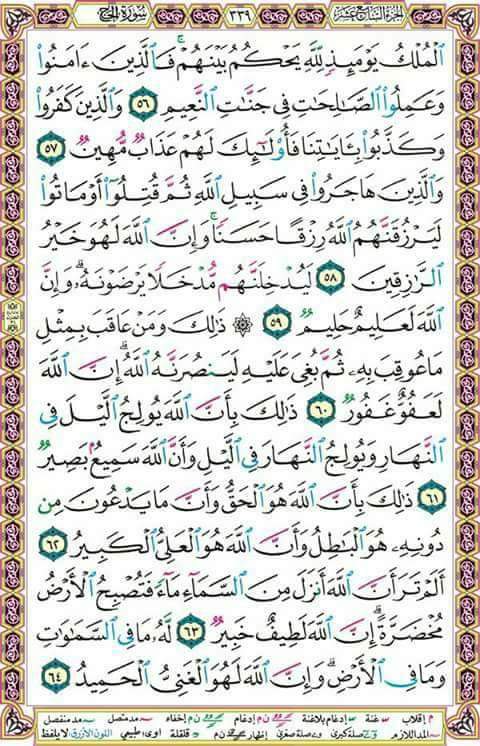 الجزء السابع عشر ٣٣٩ سورة الحج
ٱلْمُلْكُ يَوْمَئِذٍ لِّلَّهِ يَحْكُمُ بَيْنَهُمْ ۚ فَٱلَّذِينَ ءَامَنُوا۟
وَعَمِلُوا۟ ٱلصَّٰلِحَٰتِ فِى جَنَّٰتِ ٱلنَّعِيمِ ٥٦ وَٱلَّذِينَ كَفَرُوا۟
وَكَذَّبُوا۟ بِـَٔايَٰتِنَا فَأُو۟لَٰٓئِكَ لَهُمْ عَذَابٌ مُّهِينٌ ٥٧
وَٱلَّذِينَ هَاجَرُوا۟ فِى سَبِيلِ ٱللَّهِ ثُمَّ قُتِلُوٓا۟ أَوْ مَاتُوا۟
لَيَرْزُقَنَّهُمُ ٱللَّهُ رِزْقًا حَسَنًا ۚ وَإِنَّ ٱللَّهَ لَهُوَ خَيْرُ
ٱلرَّٰزِقِينَ ٥٨ لَيُدْخِلَنَّهُم مُّدْخَلًا يَرْضَوْنَهُۥ ۗ وَإِنَّ
ٱللَّهَ لَعَلِيمٌ حَلِيمٌ ٥٩ ۞ ذَٰلِكَ وَمَنْ عَاقَبَ بِمِثْلِ
مَا عُوقِبَ بِهِۦ ثُمَّ بُغِىَ عَلَيْهِ لَيَنصُرَنَّهُ ٱللَّهُ ۗ إِنَّ ٱللَّهَ
لَعَفُوٌّ غَفُورٌ ٦٠ ذَٰلِكَ بِأَنَّ ٱللَّهَ يُولِجُ ٱلَّيْلَ فِى
ٱلنَّهَارِ وَيُولِجُ ٱلنَّهَارَ فِى ٱلَّيْلِ وَأَنَّ ٱللَّهَ سَمِيعٌۢ بَصِيرٌ
٦١ ذَٰلِكَ بِأَنَّ ٱللَّهَ هُوَ ٱلْحَقُّ وَأَنَّ مَا يَدْعُونَ مِن
دُونِهِۦ هُوَ ٱلْبَٰطِلُ وَأَنَّ ٱللَّهَ هُوَ ٱلْعَلِىُّ ٱلْكَبِيرُ ٦٢
أَلَمْ تَرَ أَنَّ ٱللَّهَ أَنزَلَ مِنَ ٱلسَّمَآءِ مَآءً فَتُصْبِحُ ٱلْأَرْضُ
مُخْضَرَّةً ۗ إِنَّ ٱللَّهَ لَطِيفٌ خَبِيرٌ ٦٣ لَّهُۥ مَا فِى ٱلسَّمَٰوَٰتِ
وَمَا فِى ٱلْأَرْضِ ۗ وَإِنَّ ٱللَّهَ لَهُوَ ٱلْغَنِىُّ ٱلْحَمِيدُ ٦٤
م إقلاب غنة إدغام بلاغنة ن م إدغام ن م إخفاء مد متصل مد منفصل
المد اللازم صلة كبرى صلة صغرى إظهار ن م قلقلة اوى: طبيعي اللون الأزرق: لا يلفظ